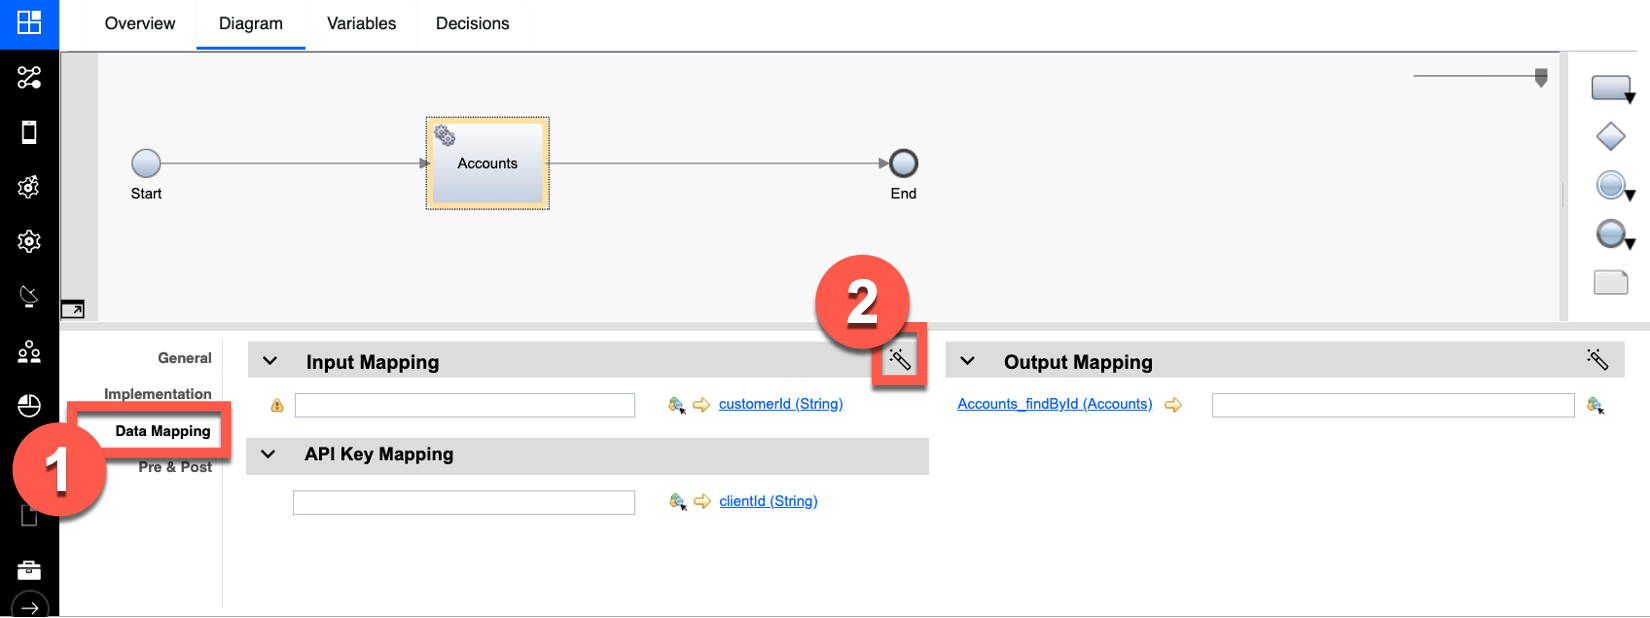 Overview Diagram Variables Decisions
Accounts
Start
End
2
General
Implementation
Data Mapping
Pre & Post
1
Input Mapping
customerId (String)
API Key Mapping
clientId (String)
Output Mapping
Accounts_findById (Accounts)